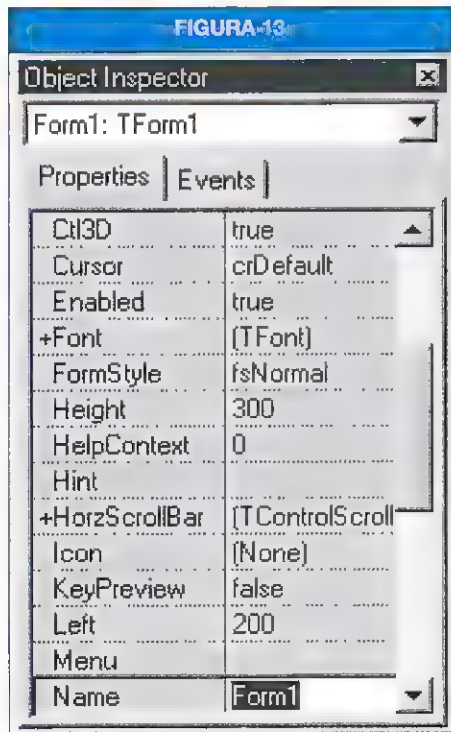 FIGURA-13
Object Inspector
Form1: TForm1
Properties Events
Ctl3D true
Cursor crDefault
Enabled true
+Font (TFont)
FormStyle fsNormal
Height 300
HelpContext 0
Hint
+HorzScrollBar (TControlScroll
Icon (None)
KeyPreview false
Left 200
Menu
Name Form1